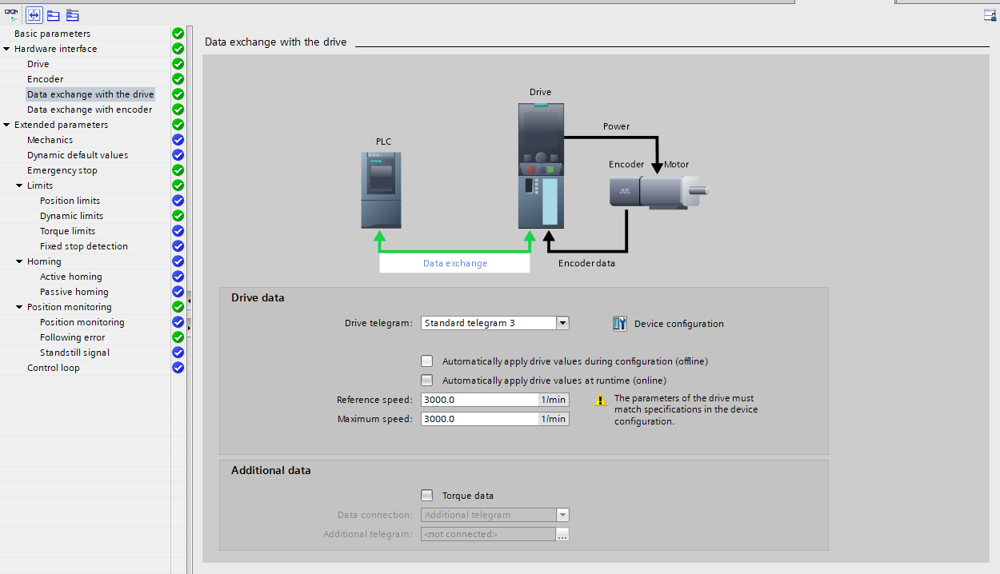 Basic parameters
Hardware interface
Drive
Encoder
Data exchange with the drive
Data exchange with encoder
Extended parameters
Mechanics
Dynamic default values
Emergency stop
Limits
Position limits
Dynamic limits
Torque limits
Fixed stop detection
Homing
Active homing
Passive homing
Position monitoring
Position monitoring
Following error
Standstill signal
Control loop
Data exchange with the drive
Drive
Power
PLC
Encoder
Motor
Data exchange
Encoder data
Drive data
Drive telegram: Standard telegram 3
Device configuration
Automatically apply drive values during configuration (offline)
Automatically apply drive values at runtime (online)
Reference speed: 3000.0 1/min
Maximum speed: 3000.0 1/min
The parameters of the drive must
match specifications in the device
configuration.
Additional data
Torque data
Data connection: Additional telegram
Additional telegram: <not connected> ...